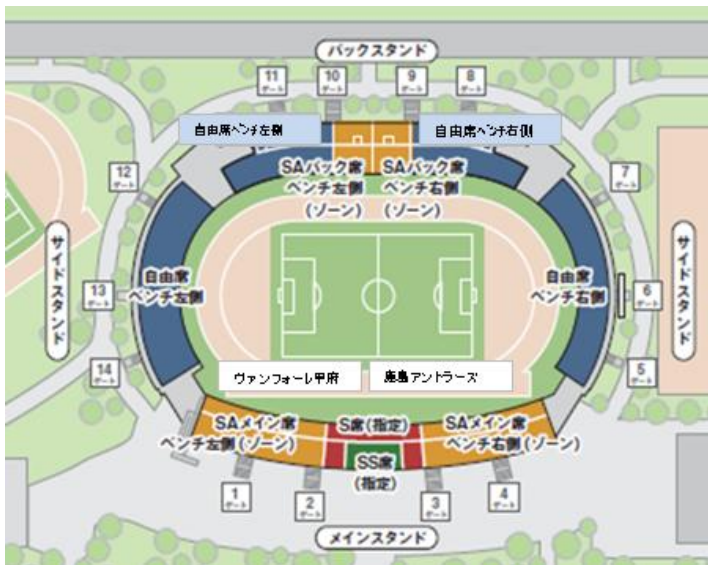 バックスタンド
11
ゲート
10
ゲート
9
ゲート
8
ゲート
自由席ベンチ左側
自由席ベンチ右側
12
ゲート
7
ゲート
SAバック席
ベンチ左側
(ゾーン)
SAバック席
ベンチ右側
(ゾーン)
サイドスタンド
サイドスタンド
13
ゲート
自由席
ベンチ左側
自由席
ベンチ右側
6
ゲート
14
ゲート
5
ゲート
ヴァンフォーレ甲府
鹿島アントラーズ
SAメイン席
ベンチ左側(ゾーン)
S席(指定)
SAメイン席
ベンチ右側(ゾーン)
SS席
(指定)
1
ゲート
2
ゲート
3
ゲート
4
ゲート
メインスタンド